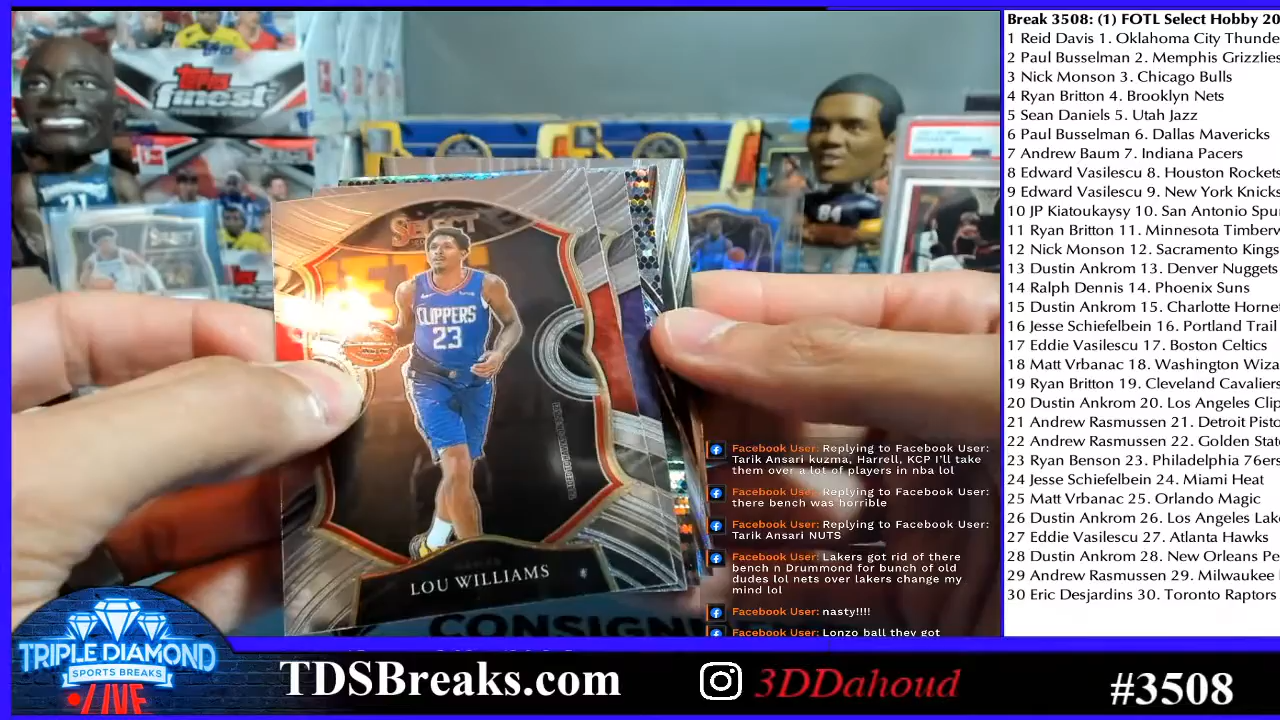 Break 3508: (1) FOTL Select Hobby 20
1 Reid Davis 1. Oklahoma City Thunde
2 Paul Busselman 2. Memphis Grizzlies
3 Nick Monson 3. Chicago Bulls
4 Ryan Britton 4. Brooklyn Nets
5 Sean Daniels 5. Utah Jazz
6 Paul Busselman 6. Dallas Mavericks
7 Andrew Baum 7. Indiana Pacers
8 Edward Vasilescu 8. Houston Rockets
9 Edward Vasilescu 9. New York Knicks
10 JP Kiatoukaysy 10. San Antonio Spu
11 Ryan Britton 11. Minnesota Timberw
12 Nick Monson 12. Sacramento Kings
13 Dustin Ankrom 13. Denver Nuggets
14 Ralph Dennis 14. Phoenix Suns
15 Dustin Ankrom 15. Charlotte Horne
16 Jesse Schiefelbein 16. Portland Trail
17 Eddie Vasilescu 17. Boston Celtics
18 Matt Vrbanac 18. Washington Wiza
19 Ryan Britton 19. Cleveland Cavaliers
20 Dustin Ankrom 20. Los Angeles Clip
21 Andrew Rasmussen 21. Detroit Pisto
22 Andrew Rasmussen 22. Golden Stat
23 Ryan Benson 23. Philadelphia 76ers
24 Jesse Schiefelbein 24. Miami Heat
25 Matt Vrbanac 25. Orlando Magic
26 Dustin Ankrom 26. Los Angeles Lake
27 Eddie Vasilescu 27. Atlanta Hawks
28 Dustin Ankrom 28. New Orleans Pe
29 Andrew Rasmussen 29. Milwaukee
30 Eric Desjardins 30. Toronto Raptors
Topps
finest
84
SELECT
CLIPPERS
23
LOU WILLIAMS
Facebook User: Replying to Facebook User:
Tarik Ansari kuzma, Harrell, KCP I'll take
them over a lot of players in nba lol
Facebook User: Replying to Facebook User:
there bench was horrible
Facebook User: Replying to Facebook User:
Tarik Ansari NUTS
Facebook User: Lakers got rid of there
bench n Drummond for bunch of old
dudes lol nets over lakers change my
mind lol
Facebook User: nasty!!!!
Facebook User: Lonzo ball they got
CONSIGNME
TRIPLE DIAMOND
SPORTS BREAKS
LIVE
TDSBreaks.com
3DDahoud
#3508